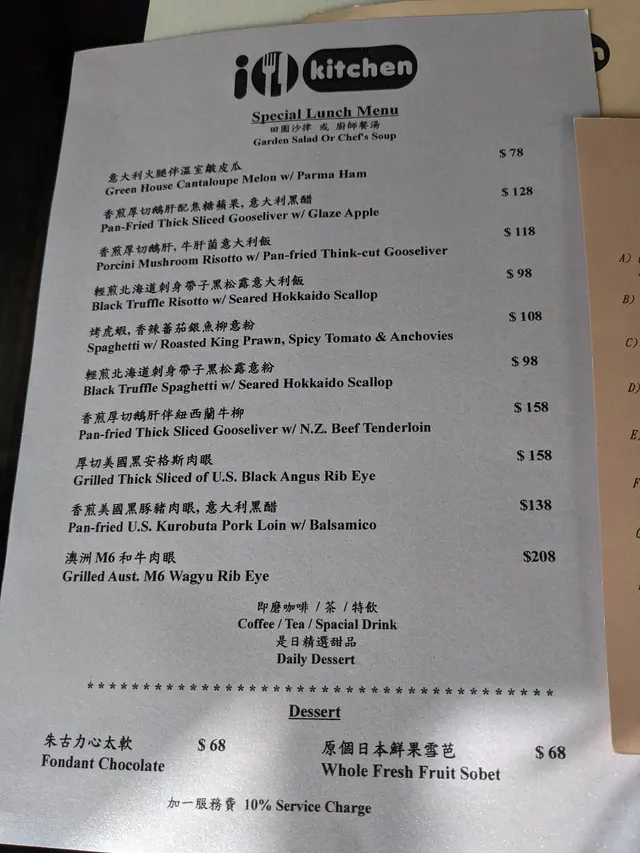 i kitchen
Special Lunch Menu
田園沙律 或 廚師餐湯
Garden Salad Or Chef's Soup
意大利火腿伴溫室皺皮瓜 $ 78
Green House Cantaloupe Melon w/ Parma Ham
香煎厚切鵝肝配焦糖蘋果, 意大利黑醋 $ 128
Pan-Fried Thick Sliced Gooseliver w/ Glaze Apple
香煎厚切鵝肝, 牛肝菌意大利飯 $ 118
Porcini Mushroom Risotto w/ Pan-fried Think-cut Gooseliver
輕煎北海道刺身帶子黑松露意大利飯 $ 98
Black Truffle Risotto w/ Seared Hokkaido Scallop
烤虎蝦, 香辣蕃茄銀魚柳意粉 $ 108
Spaghetti w/ Roasted King Prawn, Spicy Tomato & Anchovies
輕煎北海道刺身帶子黑松露意粉 $ 98
Black Truffle Spaghetti w/ Seared Hokkaido Scallop
香煎厚切鵝肝伴紐西蘭牛柳 $ 158
Pan-fried Thick Sliced Gooseliver w/ N.Z. Beef Tenderloin
厚切美國黑安格斯肉眼 $ 158
Grilled Thick Sliced of U.S. Black Angus Rib Eye
香煎美國黑豚豬肉眼, 意大利黑醋 $138
Pan-fried U.S. Kurobuta Pork Loin w/ Balsamico
澳洲 M6 和牛肉眼 $208
Grilled Aust. M6 Wagyu Rib Eye
即磨咖啡 / 茶 / 特飲
Coffee / Tea / Spacial Drink
是日精選甜品
Daily Dessert
******************************************
Dessert
朱古力心太軟 $ 68
Fondant Chocolate
原個日本鮮果雪芭 $ 68
Whole Fresh Fruit Sobet
加一服務費 10% Service Charge
n
A)
B)
C)
D)
E)
F